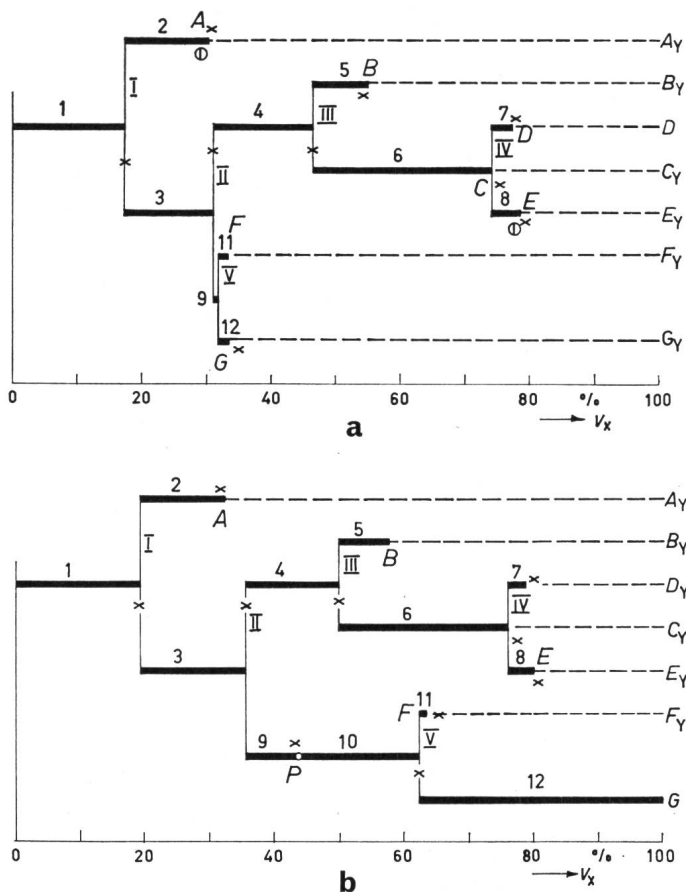 2 A A_Y
I 5 B B_Y
1 4 III 7 D D
6 IV C_Y
II C
3 8 E E_Y
F
11 F_Y
V
9
12 G_Y
G
0 20 40 60 80 % 100
V_x
a
2 A_Y
A
I 5 B_Y
B
1 4 III 7 D_Y
II 6 IV C_Y
3 8 E E_Y
F 11 F_Y
9 10 V
P 12 G
0 20 40 60 80 % 100
V_x
b